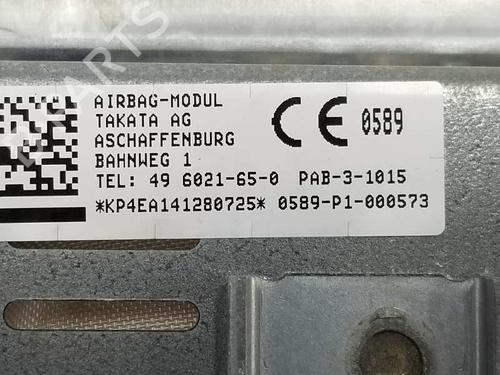 AIRBAG-MODUL
TAKATA AG
ASCHAFFENBURG
BAHNWEG 1
CE 0589
TEL: 49 6021-65-0 PAB-3-1015
*KP4EA141280725* 0589-P1-000573